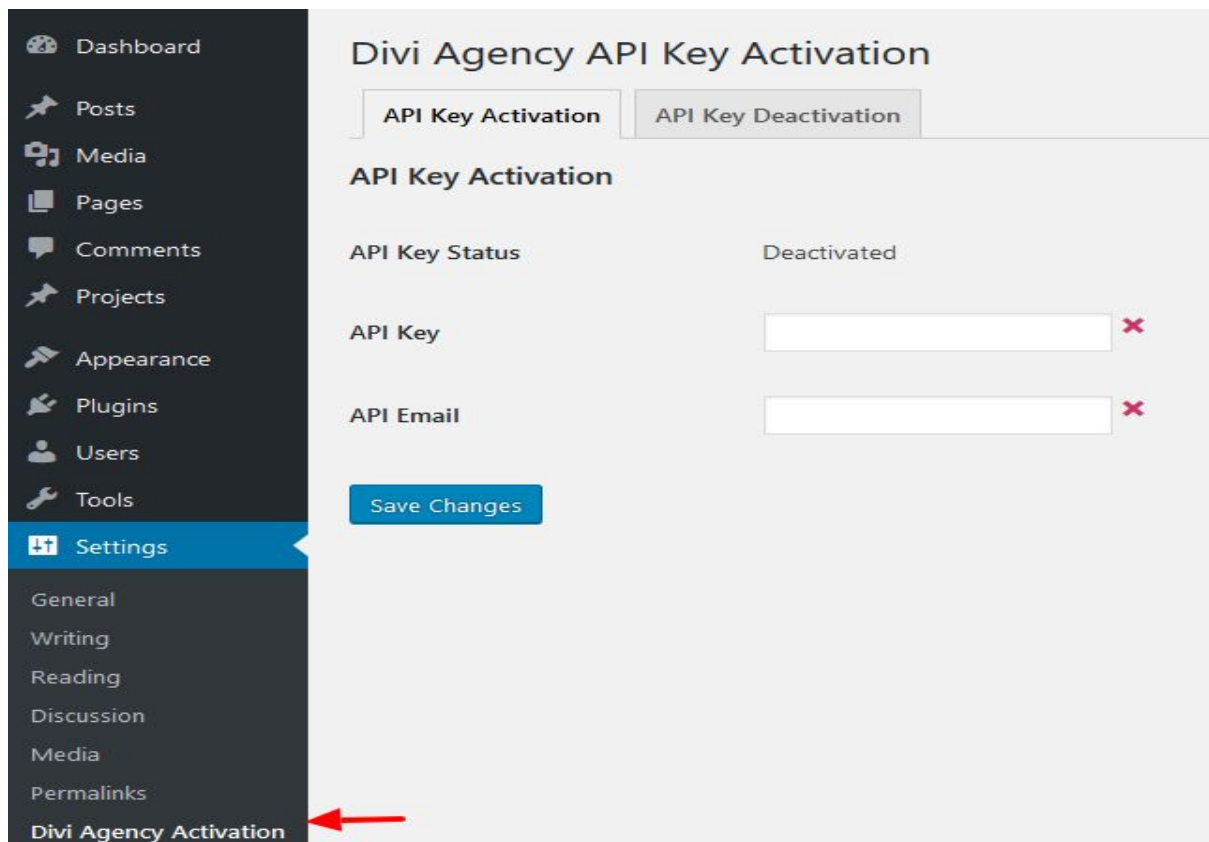 Dashboard
Posts
Media
Pages
Comments
Projects
Appearance
Plugins
Users
Tools
Settings
General
Writing
Reading
Discussion
Media
Permalinks
Divi Agency Activation
Divi Agency API Key Activation
API Key Activation
API Key Deactivation
API Key Activation
API Key Status Deactivated
API Key
API Email
Save Changes